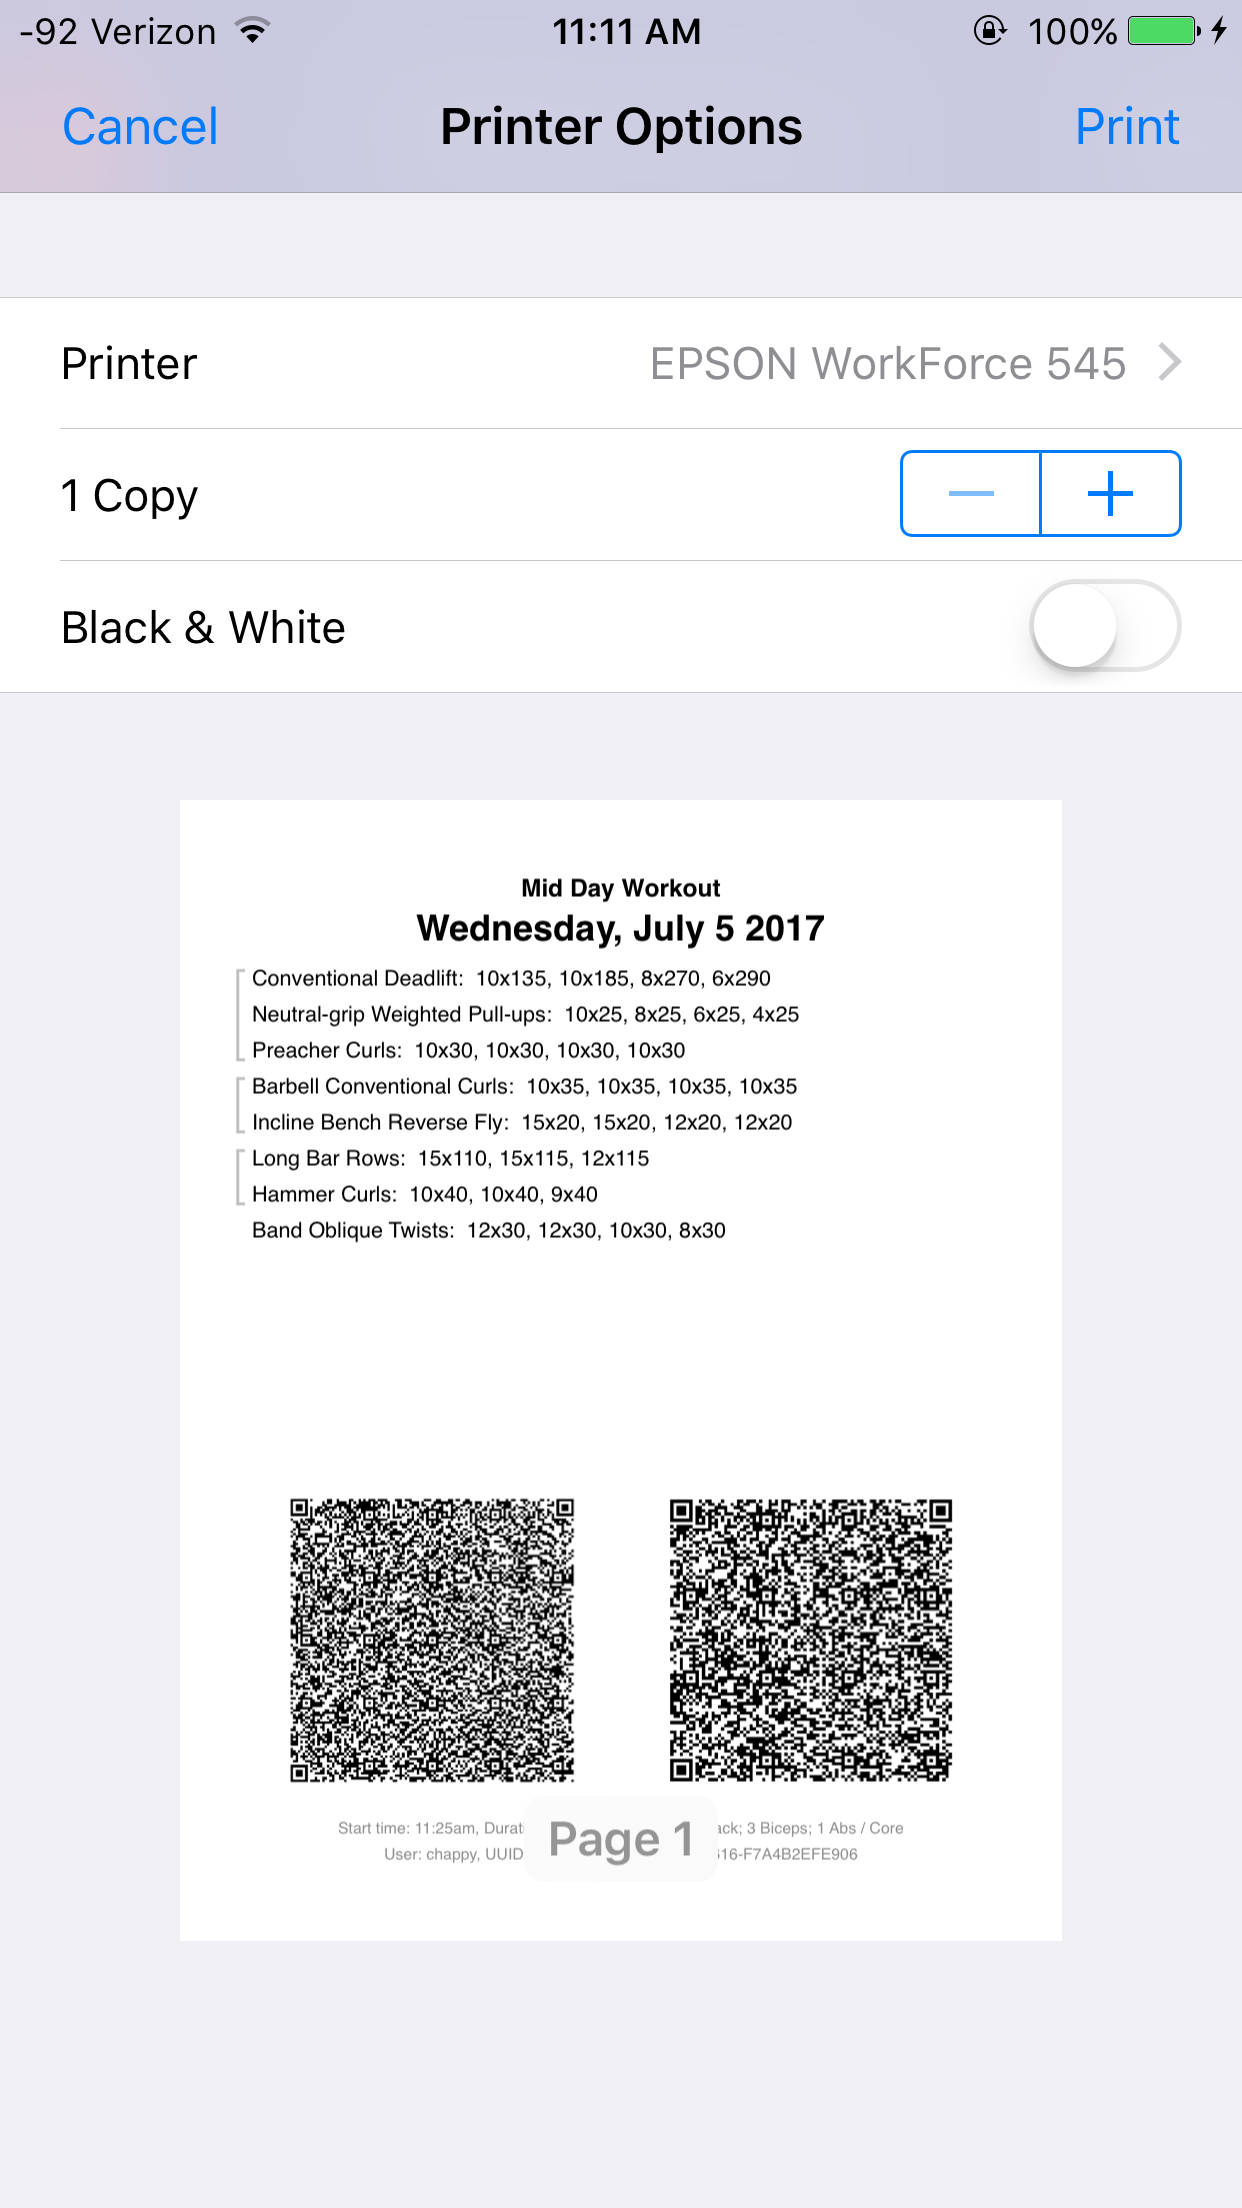 -92 Verizon 11:11 AM 100%
Cancel Printer Options Print
Printer EPSON WorkForce 545
1 Copy
Black & White
Mid Day Workout
Wednesday, July 5 2017
Conventional Deadlift: 10x135, 10x185, 8x270, 6x290
Neutral-grip Weighted Pull-ups: 10x25, 8x25, 6x25, 4x25
Preacher Curls: 10x30, 10x30, 10x30, 10x30
Barbell Conventional Curls: 10x35, 10x35, 10x35, 10x35
Incline Bench Reverse Fly: 15x20, 15x20, 12x20, 12x20
Long Bar Rows: 15x110, 15x115, 12x115
Hammer Curls: 10x40, 10x40, 9x40
Band Oblique Twists: 12x30, 12x30, 10x30, 8x30
Start time: 11:25am, 3 Biceps; 1 Abs / Core
User: chappy, UUID 16-F7A4B2EFE906
Page 1